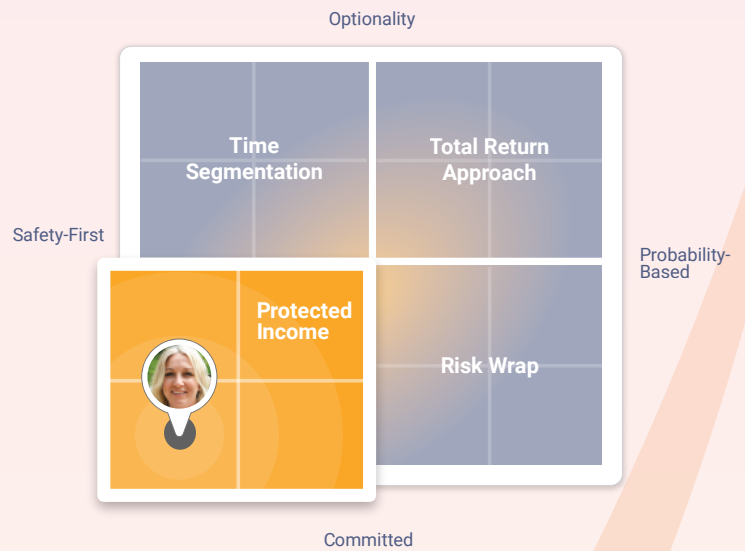 Optionality
Time
Segmentation
Total Return
Approach
Safety-First
Probability-
Based
Protected
Income
Risk Wrap
Committed